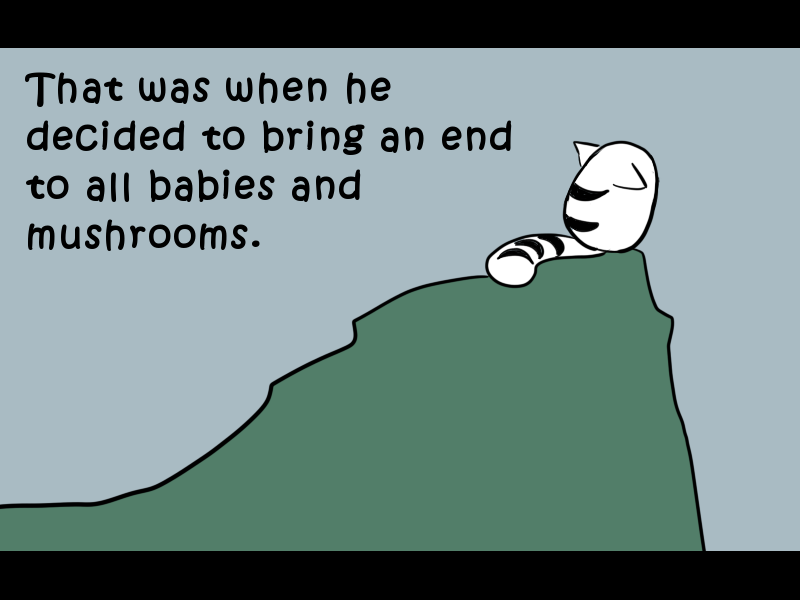 That was when he
decided to bring an end
to all babies and
mushrooms.